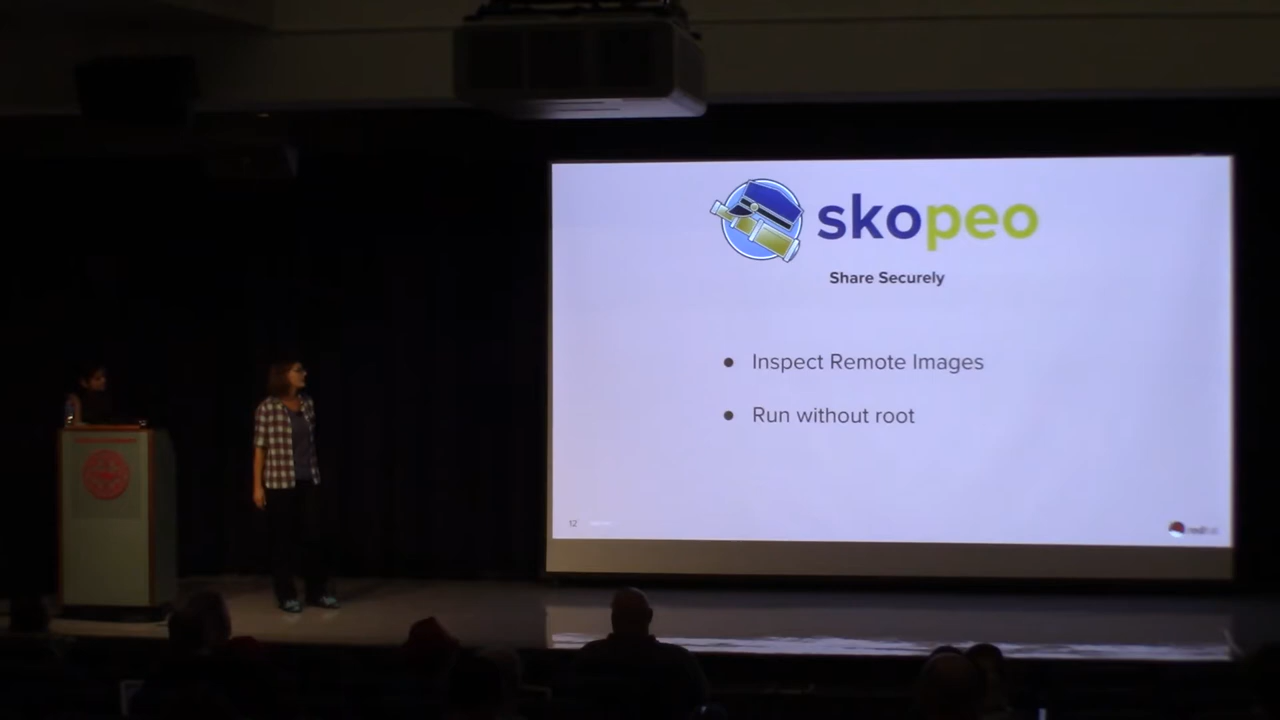 skopeo
Share Securely
● Inspect Remote Images
● Run without root
12